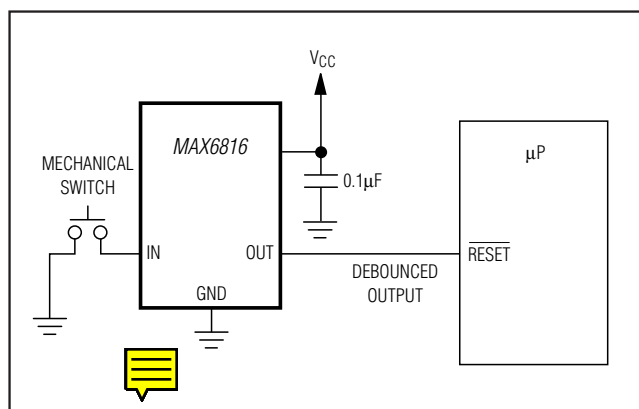 VCC
MAX6816
µP
MECHANICAL
SWITCH
0.1µF
IN
OUT
RESET
DEBOUNCED
OUTPUT
GND